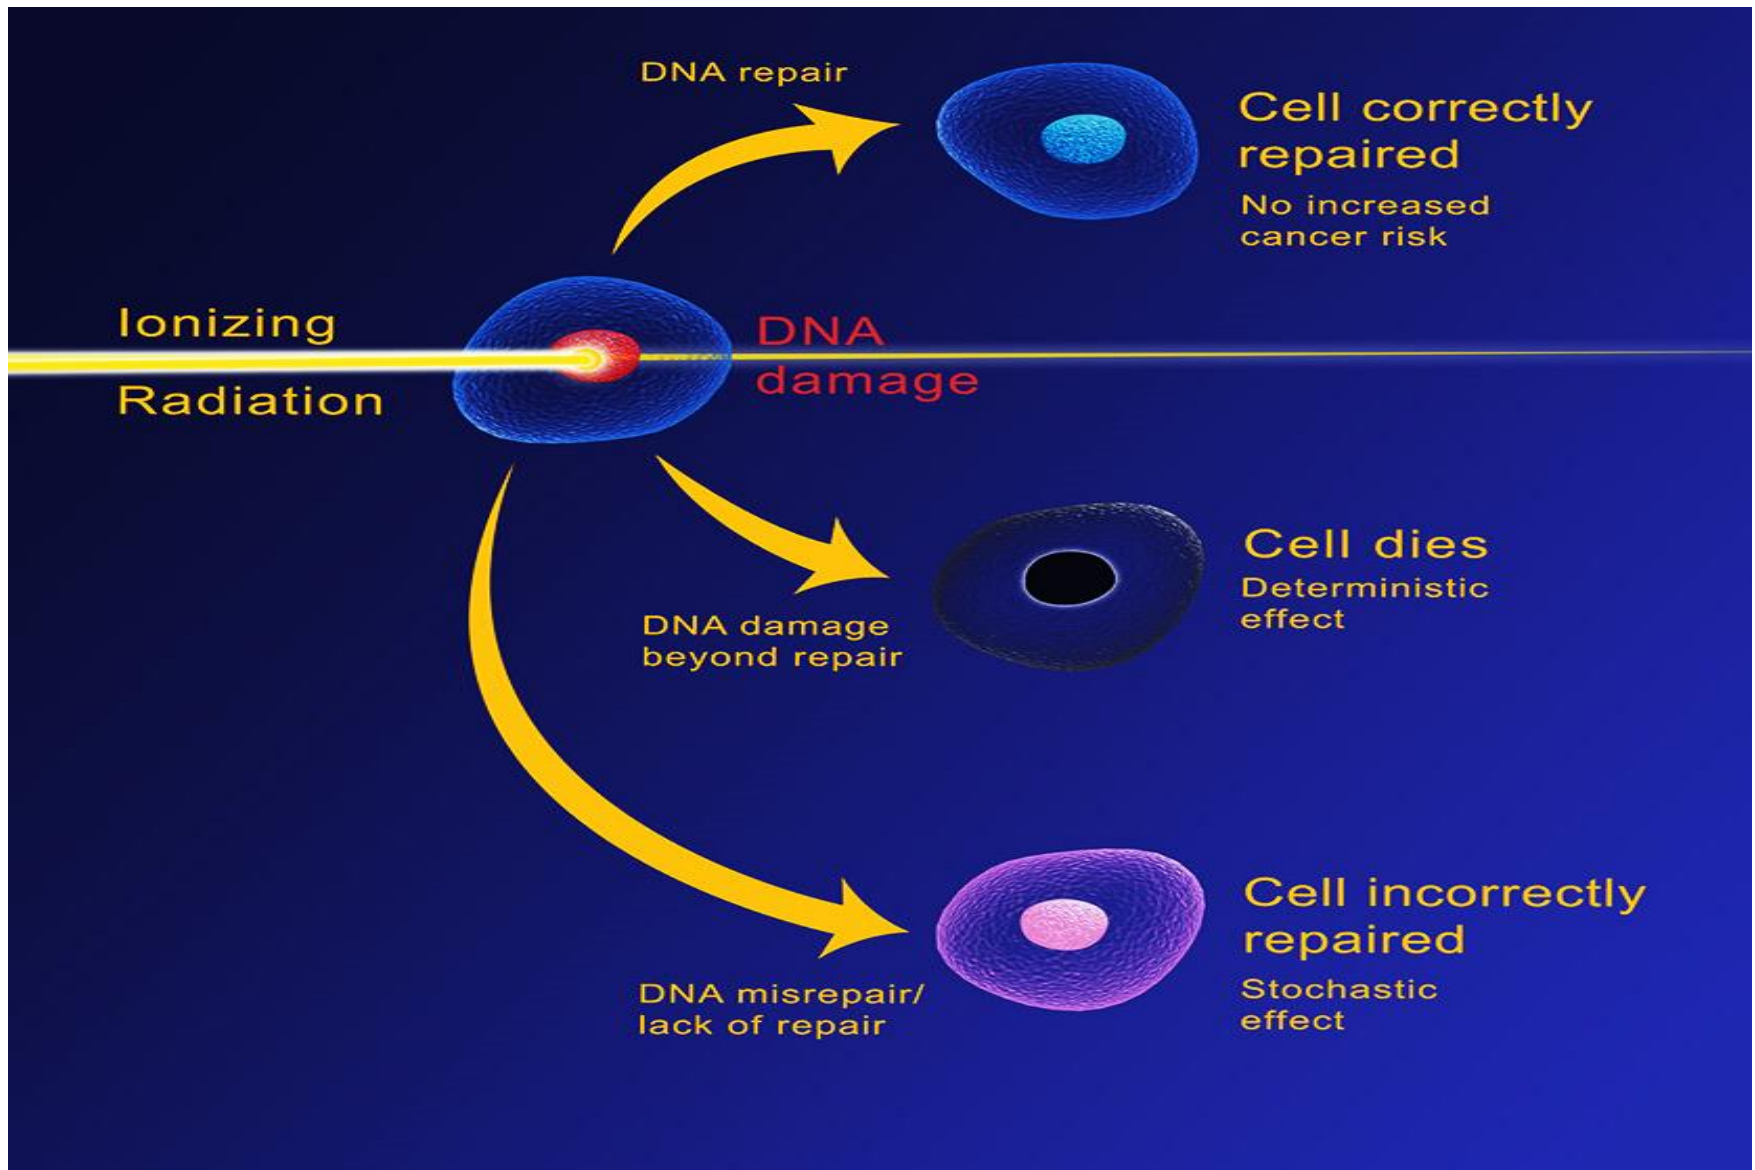 DNA repair
Cell correctly
repaired
No increased
cancer risk
Ionizing
Radiation
DNA
damage
DNA damage
beyond repair
Cell dies
Deterministic
effect
DNA misrepair/
lack of repair
Cell incorrectly
repaired
Stochastic
effect